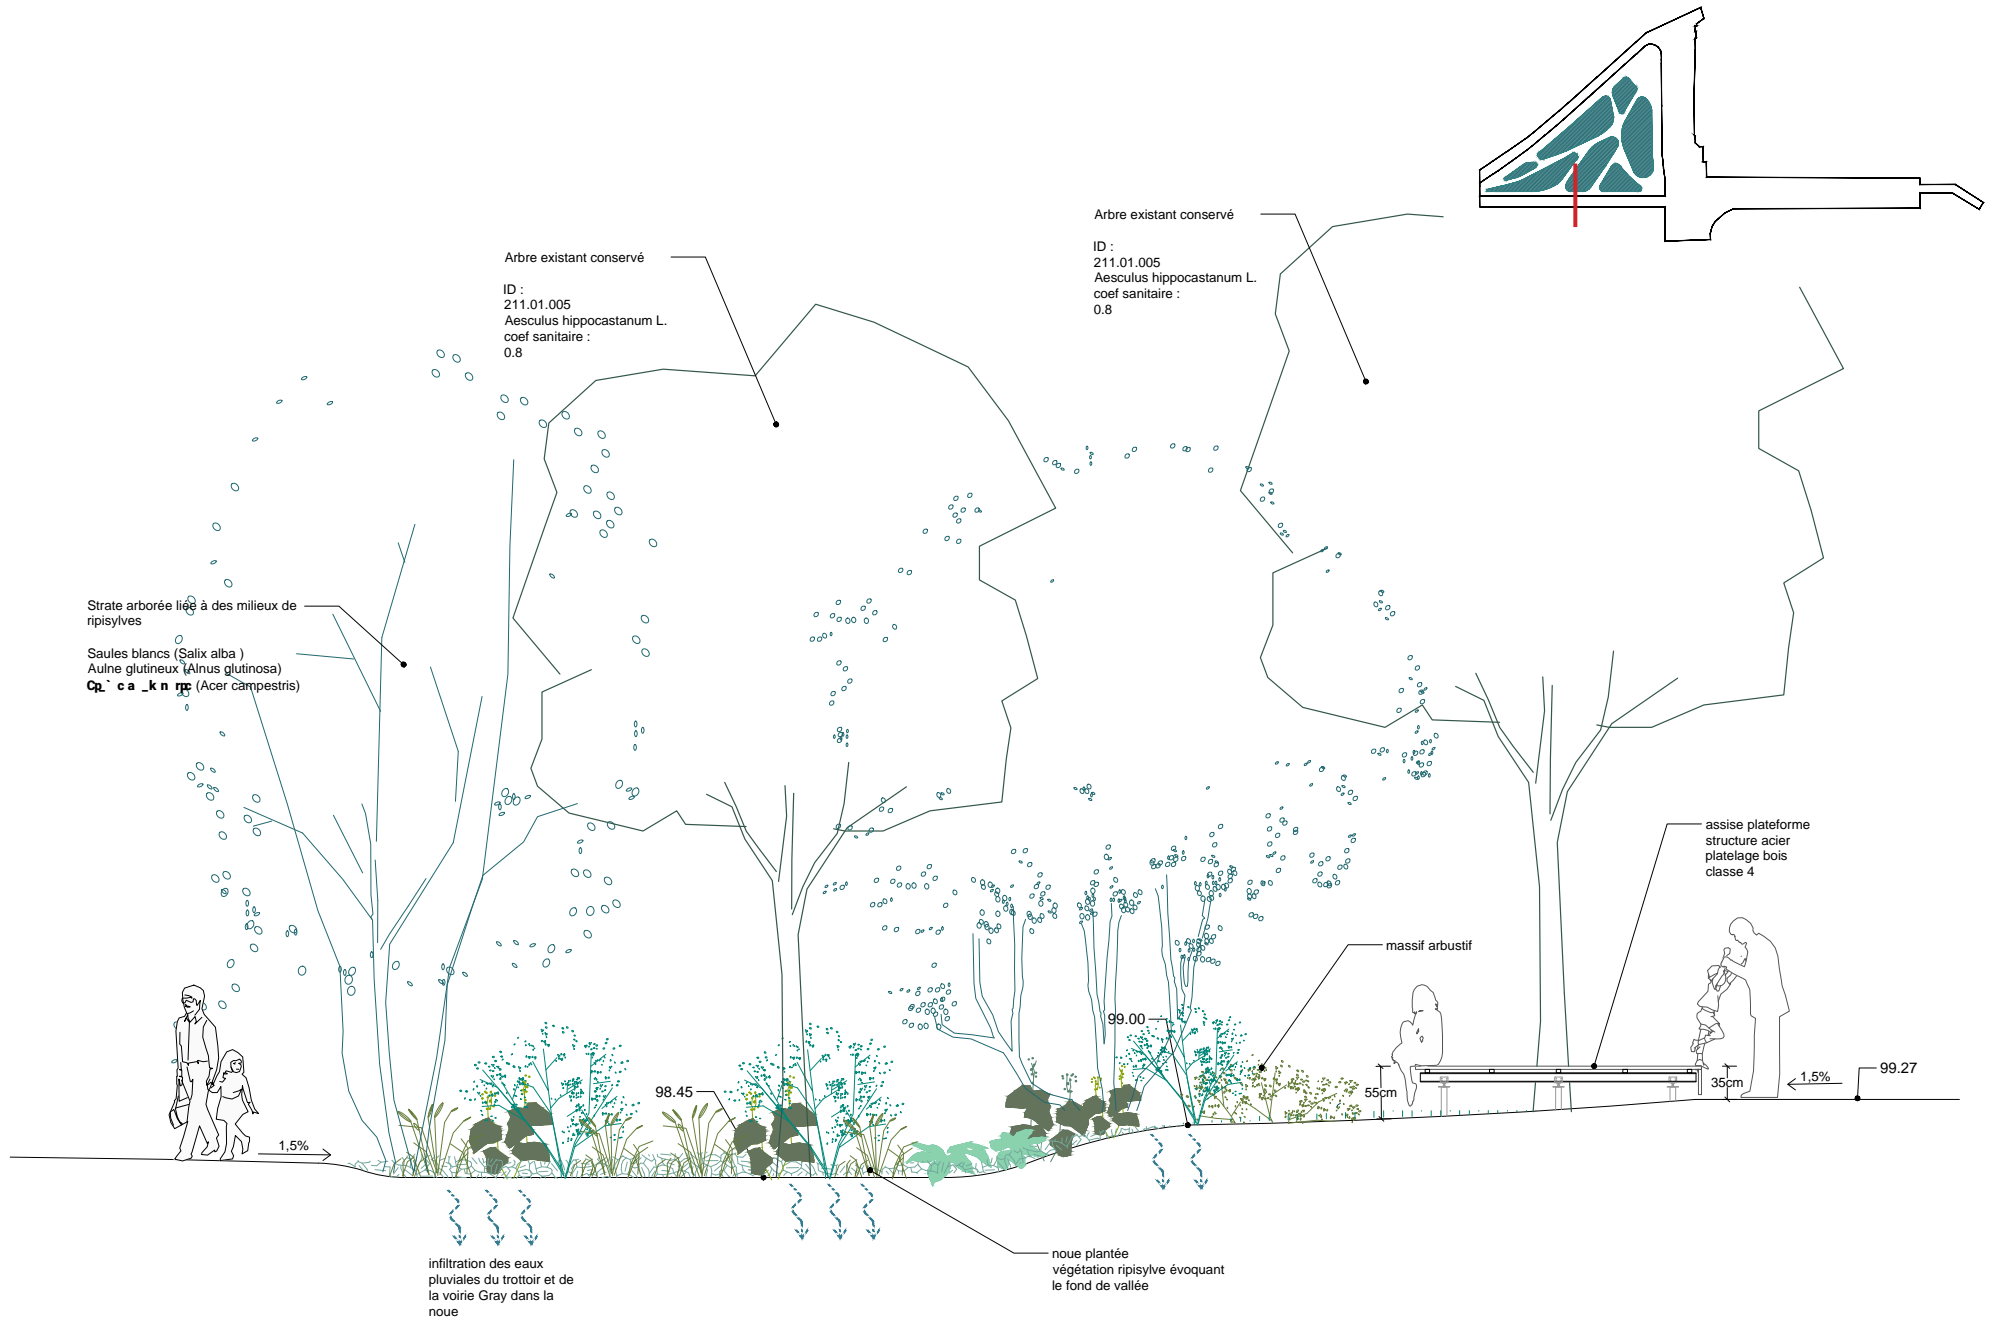 Arbre existant conservé
ID :
211.01.005
Aesculus hippocastanum L.
coef sanitaire :
0.8
Arbre existant conservé
ID :
211.01.005
Aesculus hippocastanum L.
coef sanitaire :
0.8
Strate arborée liée à des milieux de
ripisylves
Saules blancs (Salix alba )
Aulne glutineux (Alnus glutinosa)
(Acer campestris)
assise plateforme
structure acier
platelage bois
classe 4
massif arbustif
99.00
98.45
55cm
35cm
1,5%
99.27
1,5%
infiltration des eaux
pluviales du trottoir et de
la voirie Gray dans la
noue
noue plantée
végétation ripisylve évoquant
le fond de vallée